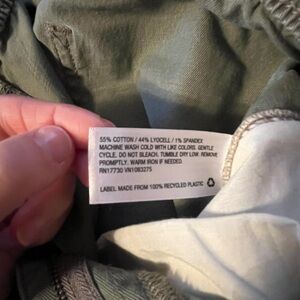 55% COTTON / 44% LYOCELL / 1% SPANDEX
MACHINE WASH COLD WITH LIKE COLORS. GENTLE
CYCLE. DO NOT BLEACH. TUMBLE DRY LOW. REMOVE
PROMPTLY. WARM IRON IF NEEDED.
RN17730 VN1083275
LABEL MADE FROM 100% RECYCLED PLASTIC